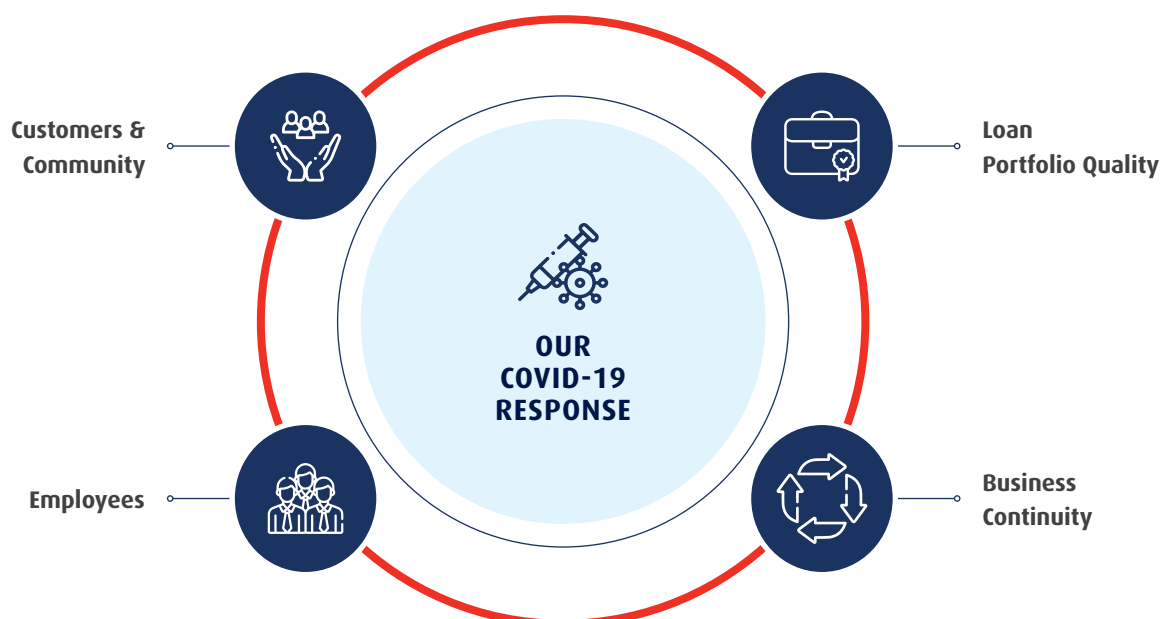 Customers &
Community
Loan
Portfolio Quality
OUR
COVID-19
RESPONSE
Employees
Business
Continuity